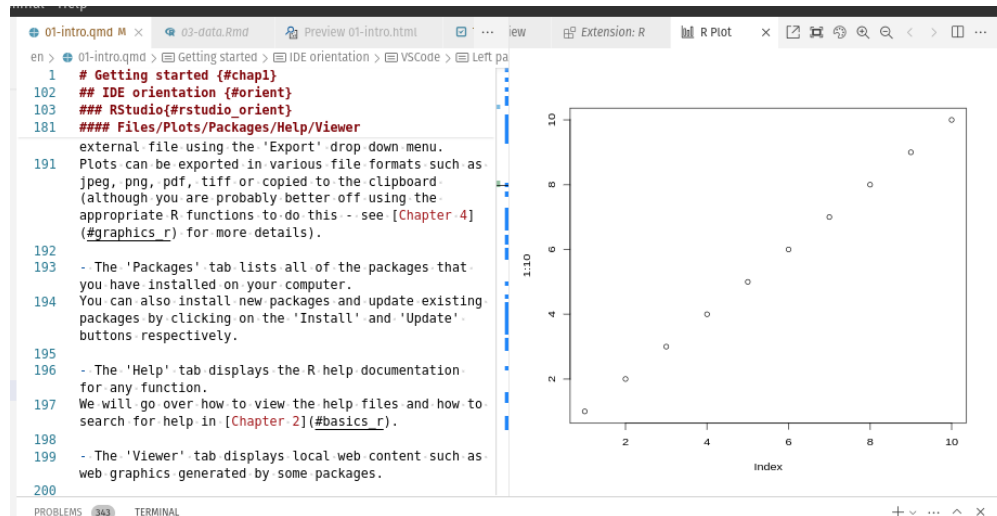 Help
01-intro.qmd M
03-data.Rmd
Preview 01-intro.html
iew
Extension: R
R Plot
en > 01-intro.qmd > Getting started > IDE orientation > VSCode > Left pa
1 # Getting started {#chap1}
102 ## IDE orientation {#orient}
103 ### RStudio{#rstudio_orient}
181 #### Files/Plots/Packages/Help/Viewer
external file using the 'Export' drop down menu.
191 Plots can be exported in various file formats such as
jpeg, png, pdf, tiff or copied to the clipboard
(although you are probably better off using the
appropriate R functions to do this - see [Chapter 4]
(#graphics_r) for more details).
192
193 - The 'Packages' tab lists all of the packages that
you have installed on your computer.
194 You can also install new packages and update existing
packages by clicking on the 'Install' and 'Update'
buttons respectively.
195
196 - The 'Help' tab displays the R help documentation
for any function.
197 We will go over how to view the help files and how to
search for help in [Chapter 2](#basics_r).
198
199 - The 'Viewer' tab displays local web content such as
web graphics generated by some packages.
200
PROBLEMS 343 TERMINAL
1:10
10
8
6
4
2
2 4 6 8 10
Index